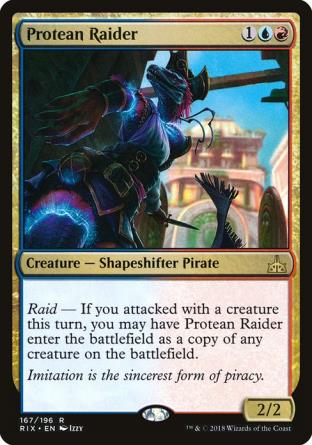 Protean Raider 1
Creature — Shapeshifter Pirate
Raid — If you attacked with a creature
this turn, you may have Protean Raider
enter the battlefield as a copy of any
creature on the battlefield.
Imitation is the sincerest form of piracy.
2/2
167/196 R
RIX • EN Izzy
™ & © 2018 Wizards of the Coast